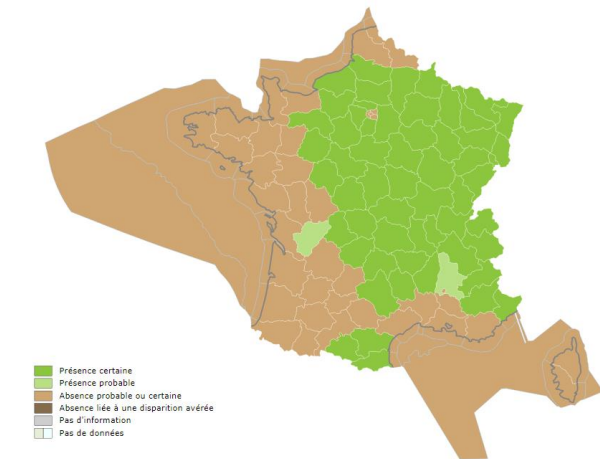 Présence certaine
Présence probable
Absence probable ou certaine
Absence liée à une disparition avérée
Pas d'information
Pas de données